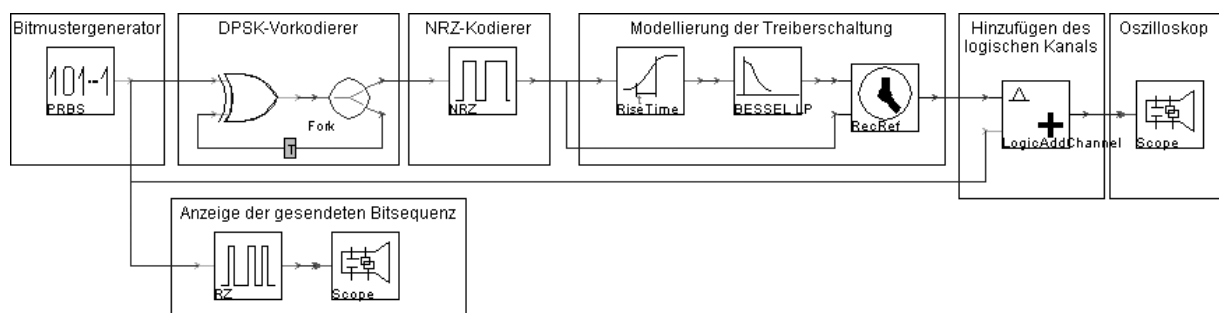 Bitmustergenerator
DPSK-Vorkodierer
NRZ-Kodierer
Modellierung der Treiberschaltung
Hinzufügen des
logischen Kanals
Oszilloskop
101-1
PRBS
Fork
T
NRZ
τ
RiseTime
BESSEL LP
RecRef
LogicAddChannel
Scope
Anzeige der gesendeten Bitsequenz
RZ
Scope